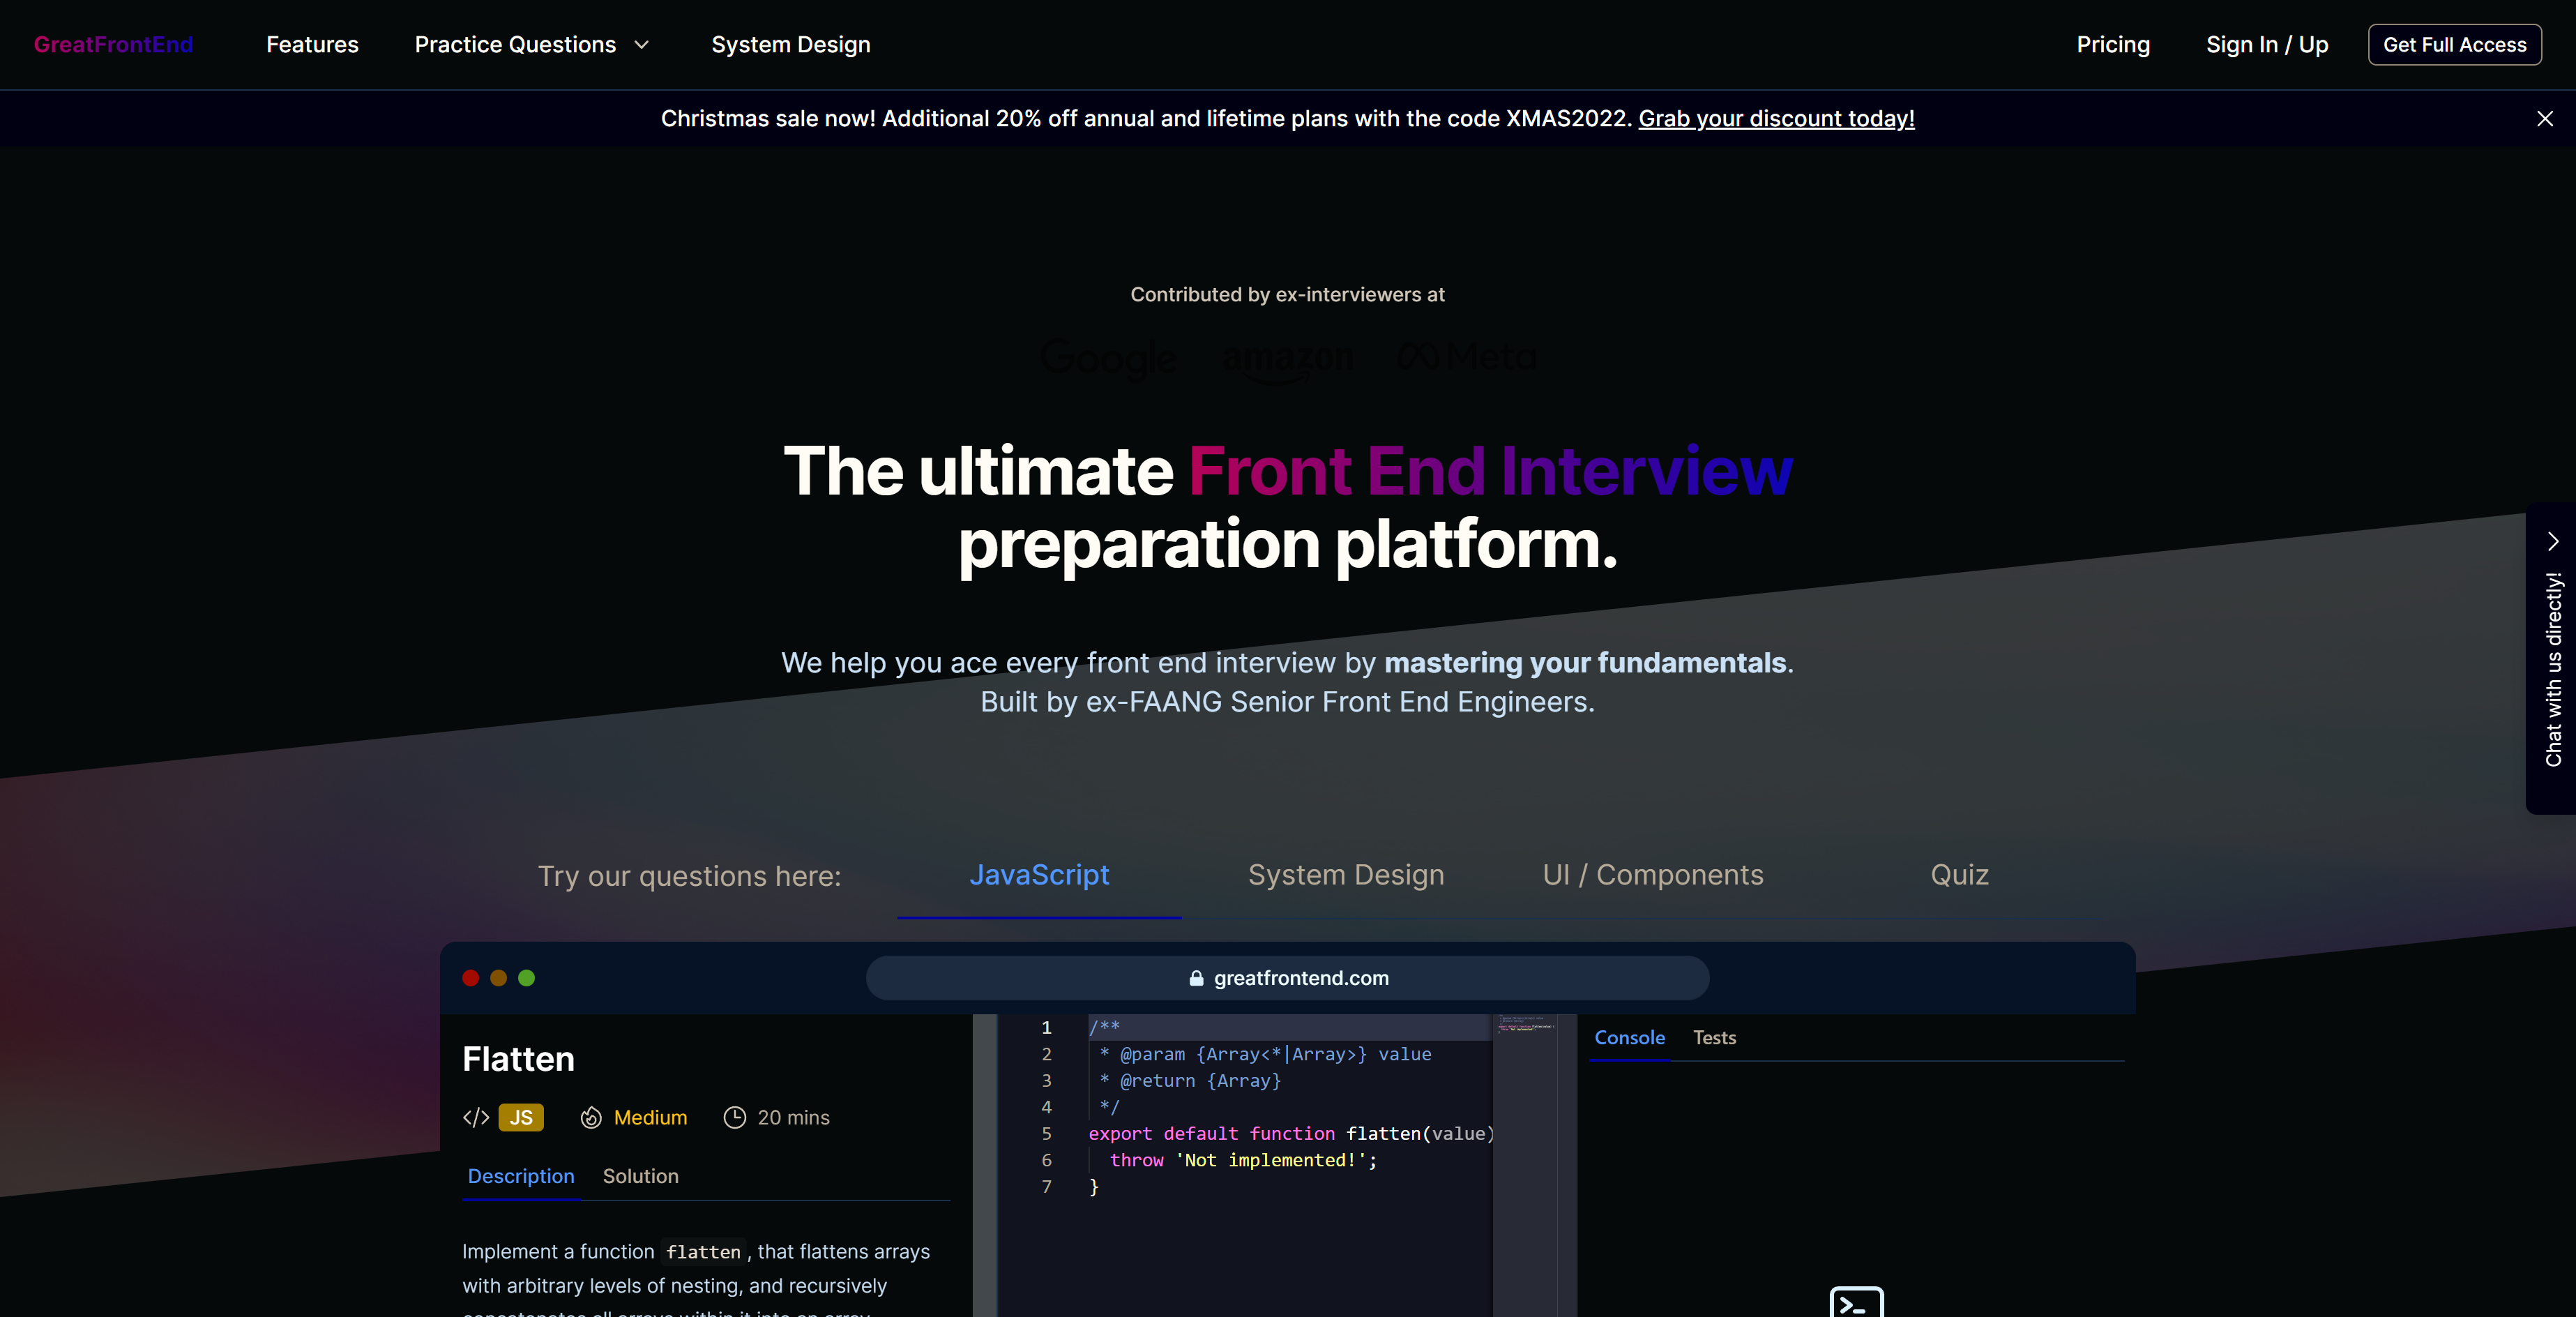 GreatFrontEnd Features Practice Questions System Design Pricing Sign In / Up Get Full Access
Christmas sale now! Additional 20% off annual and lifetime plans with the code XMAS2022. Grab your discount today!
Contributed by ex-interviewers at
Google amazon Meta
The ultimate Front End Interview
preparation platform.
We help you ace every front end interview by mastering your fundamentals.
Built by ex-FAANG Senior Front End Engineers.
Chat with us directly!
Try our questions here: JavaScript System Design UI / Components Quiz
greatfrontend.com
Flatten
</> JS Medium 20 mins
Description Solution
Implement a function flatten, that flattens arrays
with arbitrary levels of nesting, and recursively
1 /**
2 * @param {Array<*|Array>} value
3 * @return {Array}
4 */
5 export default function flatten(value)
6 throw 'Not implemented!';
7 }
Console Tests